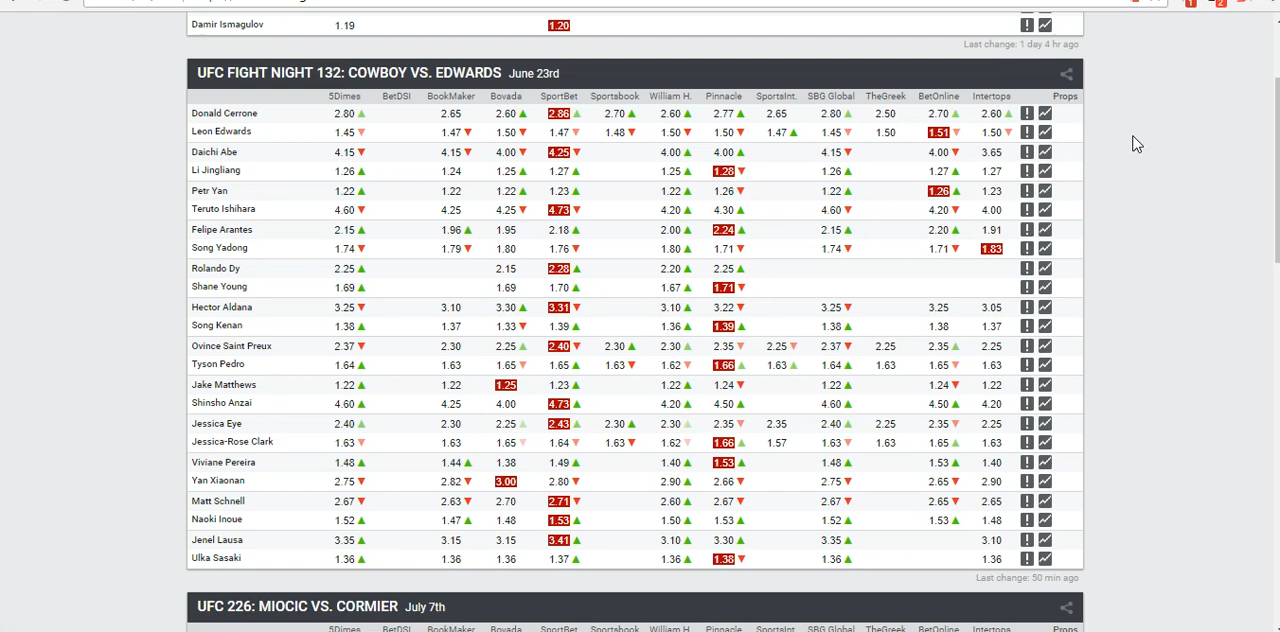 Damir Ismagulov 1.19 1.20
Last change: 1 day 4 hr ago
UFC FIGHT NIGHT 132: COWBOY VS. EDWARDS June 23rd
5Dimes BetDSI BookMaker Bovada SportBet Sportsbook William H. Pinnacle SportsInt. SBG Global TheGreek BetOnline Intertops Props
Donald Cerrone 2.80 2.65 2.60 2.86 2.70 2.60 2.77 2.65 2.80 2.50 2.70 2.60
Leon Edwards 1.45 1.47 1.50 1.47 1.48 1.50 1.50 1.47 1.45 1.50 1.51 1.50
Daichi Abe 4.15 4.15 4.00 4.25 4.00 4.00 4.15 4.00 3.65
Li Jingliang 1.26 1.24 1.25 1.27 1.25 1.28 1.26 1.27 1.27
Petr Yan 1.22 1.22 1.22 1.23 1.22 1.26 1.22 1.26 1.23
Teruto Ishihara 4.60 4.25 4.25 4.73 4.20 4.30 4.60 4.20 4.00
Felipe Arantes 2.15 1.96 1.95 2.18 2.00 2.24 2.15 2.20 1.91
Song Yadong 1.74 1.79 1.80 1.76 1.80 1.71 1.74 1.71 1.83
Rolando Dy 2.25 2.15 2.28 2.20 2.25
Shane Young 1.69 1.69 1.70 1.67 1.71
Hector Aldana 3.25 3.10 3.30 3.31 3.10 3.22 3.25 3.25 3.05
Song Kenan 1.38 1.37 1.33 1.39 1.36 1.39 1.38 1.38 1.37
Ovince Saint Preux 2.37 2.30 2.25 2.40 2.30 2.30 2.35 2.25 2.37 2.25 2.35 2.25
Tyson Pedro 1.64 1.63 1.65 1.65 1.63 1.62 1.66 1.63 1.64 1.63 1.65 1.63
Jake Matthews 1.22 1.22 1.25 1.23 1.22 1.24 1.22 1.24 1.22
Shinsho Anzai 4.60 4.25 4.00 4.73 4.20 4.50 4.60 4.50 4.20
Jessica Eye 2.40 2.30 2.25 2.43 2.30 2.30 2.35 2.35 2.40 2.25 2.35 2.25
Jessica-Rose Clark 1.63 1.63 1.65 1.64 1.63 1.62 1.66 1.57 1.63 1.63 1.65 1.63
Viviane Pereira 1.48 1.44 1.38 1.49 1.40 1.53 1.48 1.53 1.40
Yan Xiaonan 2.75 2.82 3.00 2.80 2.90 2.66 2.75 2.65 2.90
Matt Schnell 2.67 2.63 2.70 2.71 2.60 2.67 2.67 2.65 2.65
Naoki Inoue 1.52 1.47 1.48 1.53 1.50 1.53 1.52 1.53 1.48
Jenel Lausa 3.35 3.15 3.15 3.41 3.10 3.30 3.35 3.10
Ulka Sasaki 1.36 1.36 1.36 1.37 1.36 1.38 1.36 1.36
Last change: 50 min ago
UFC 226: MIOCIC VS. CORMIER July 7th
5Dimes BetDSI BookMaker Bovada SportBet Sportsbook William H. Pinnacle SportsInt. SBG Global TheGreek BetOnline Intertops Props